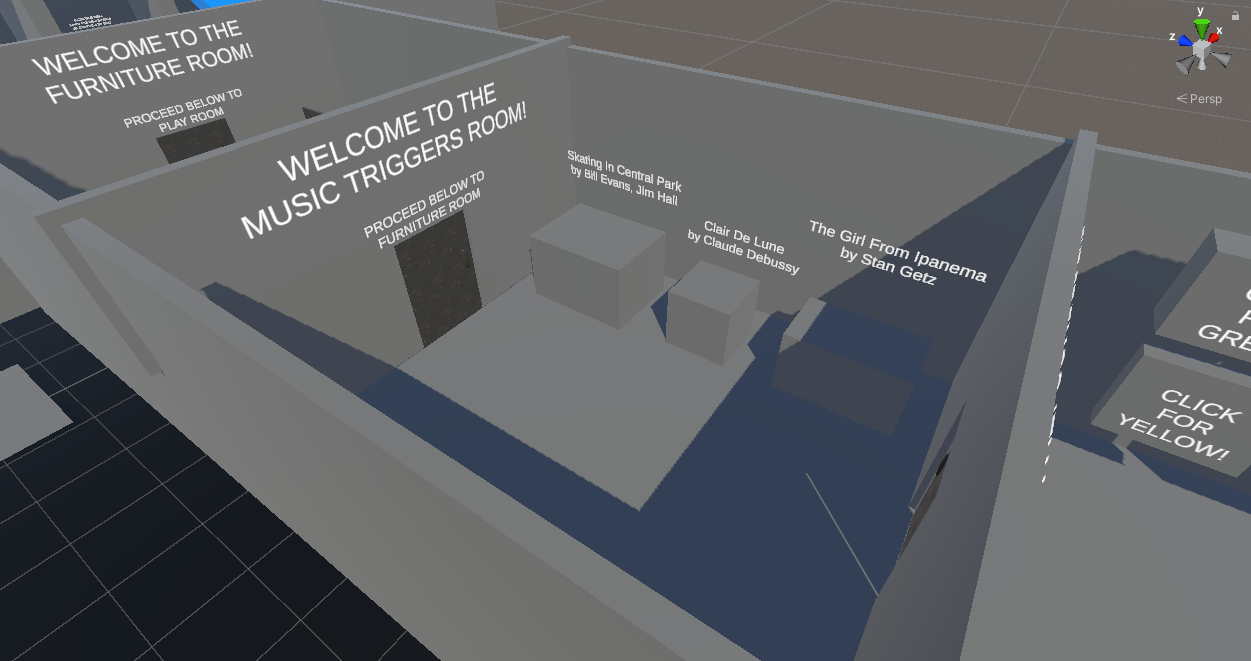 WELCOME TO THE
FURNITURE ROOM!
PROCEED BELOW TO
PLAY ROOM
WELCOME TO THE
MUSIC TRIGGERS ROOM!
PROCEED BELOW TO
FURNITURE ROOM
Skating In Central Park
by Bill Evans, Jim Hall
Clair De Lune
by Claude Debussy
The Girl From Ipanema
by Stan Getz
GRE
CLICK
FOR
YELLOW!
y
x
z
Persp